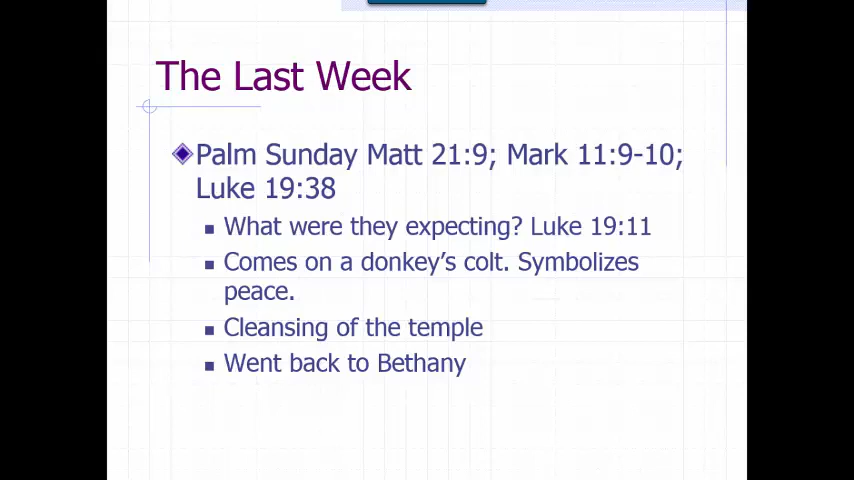 The Last Week
Palm Sunday Matt 21:9; Mark 11:9-10;
Luke 19:38
What were they expecting? Luke 19:11
Comes on a donkey’s colt. Symbolizes
peace.
Cleansing of the temple
Went back to Bethany